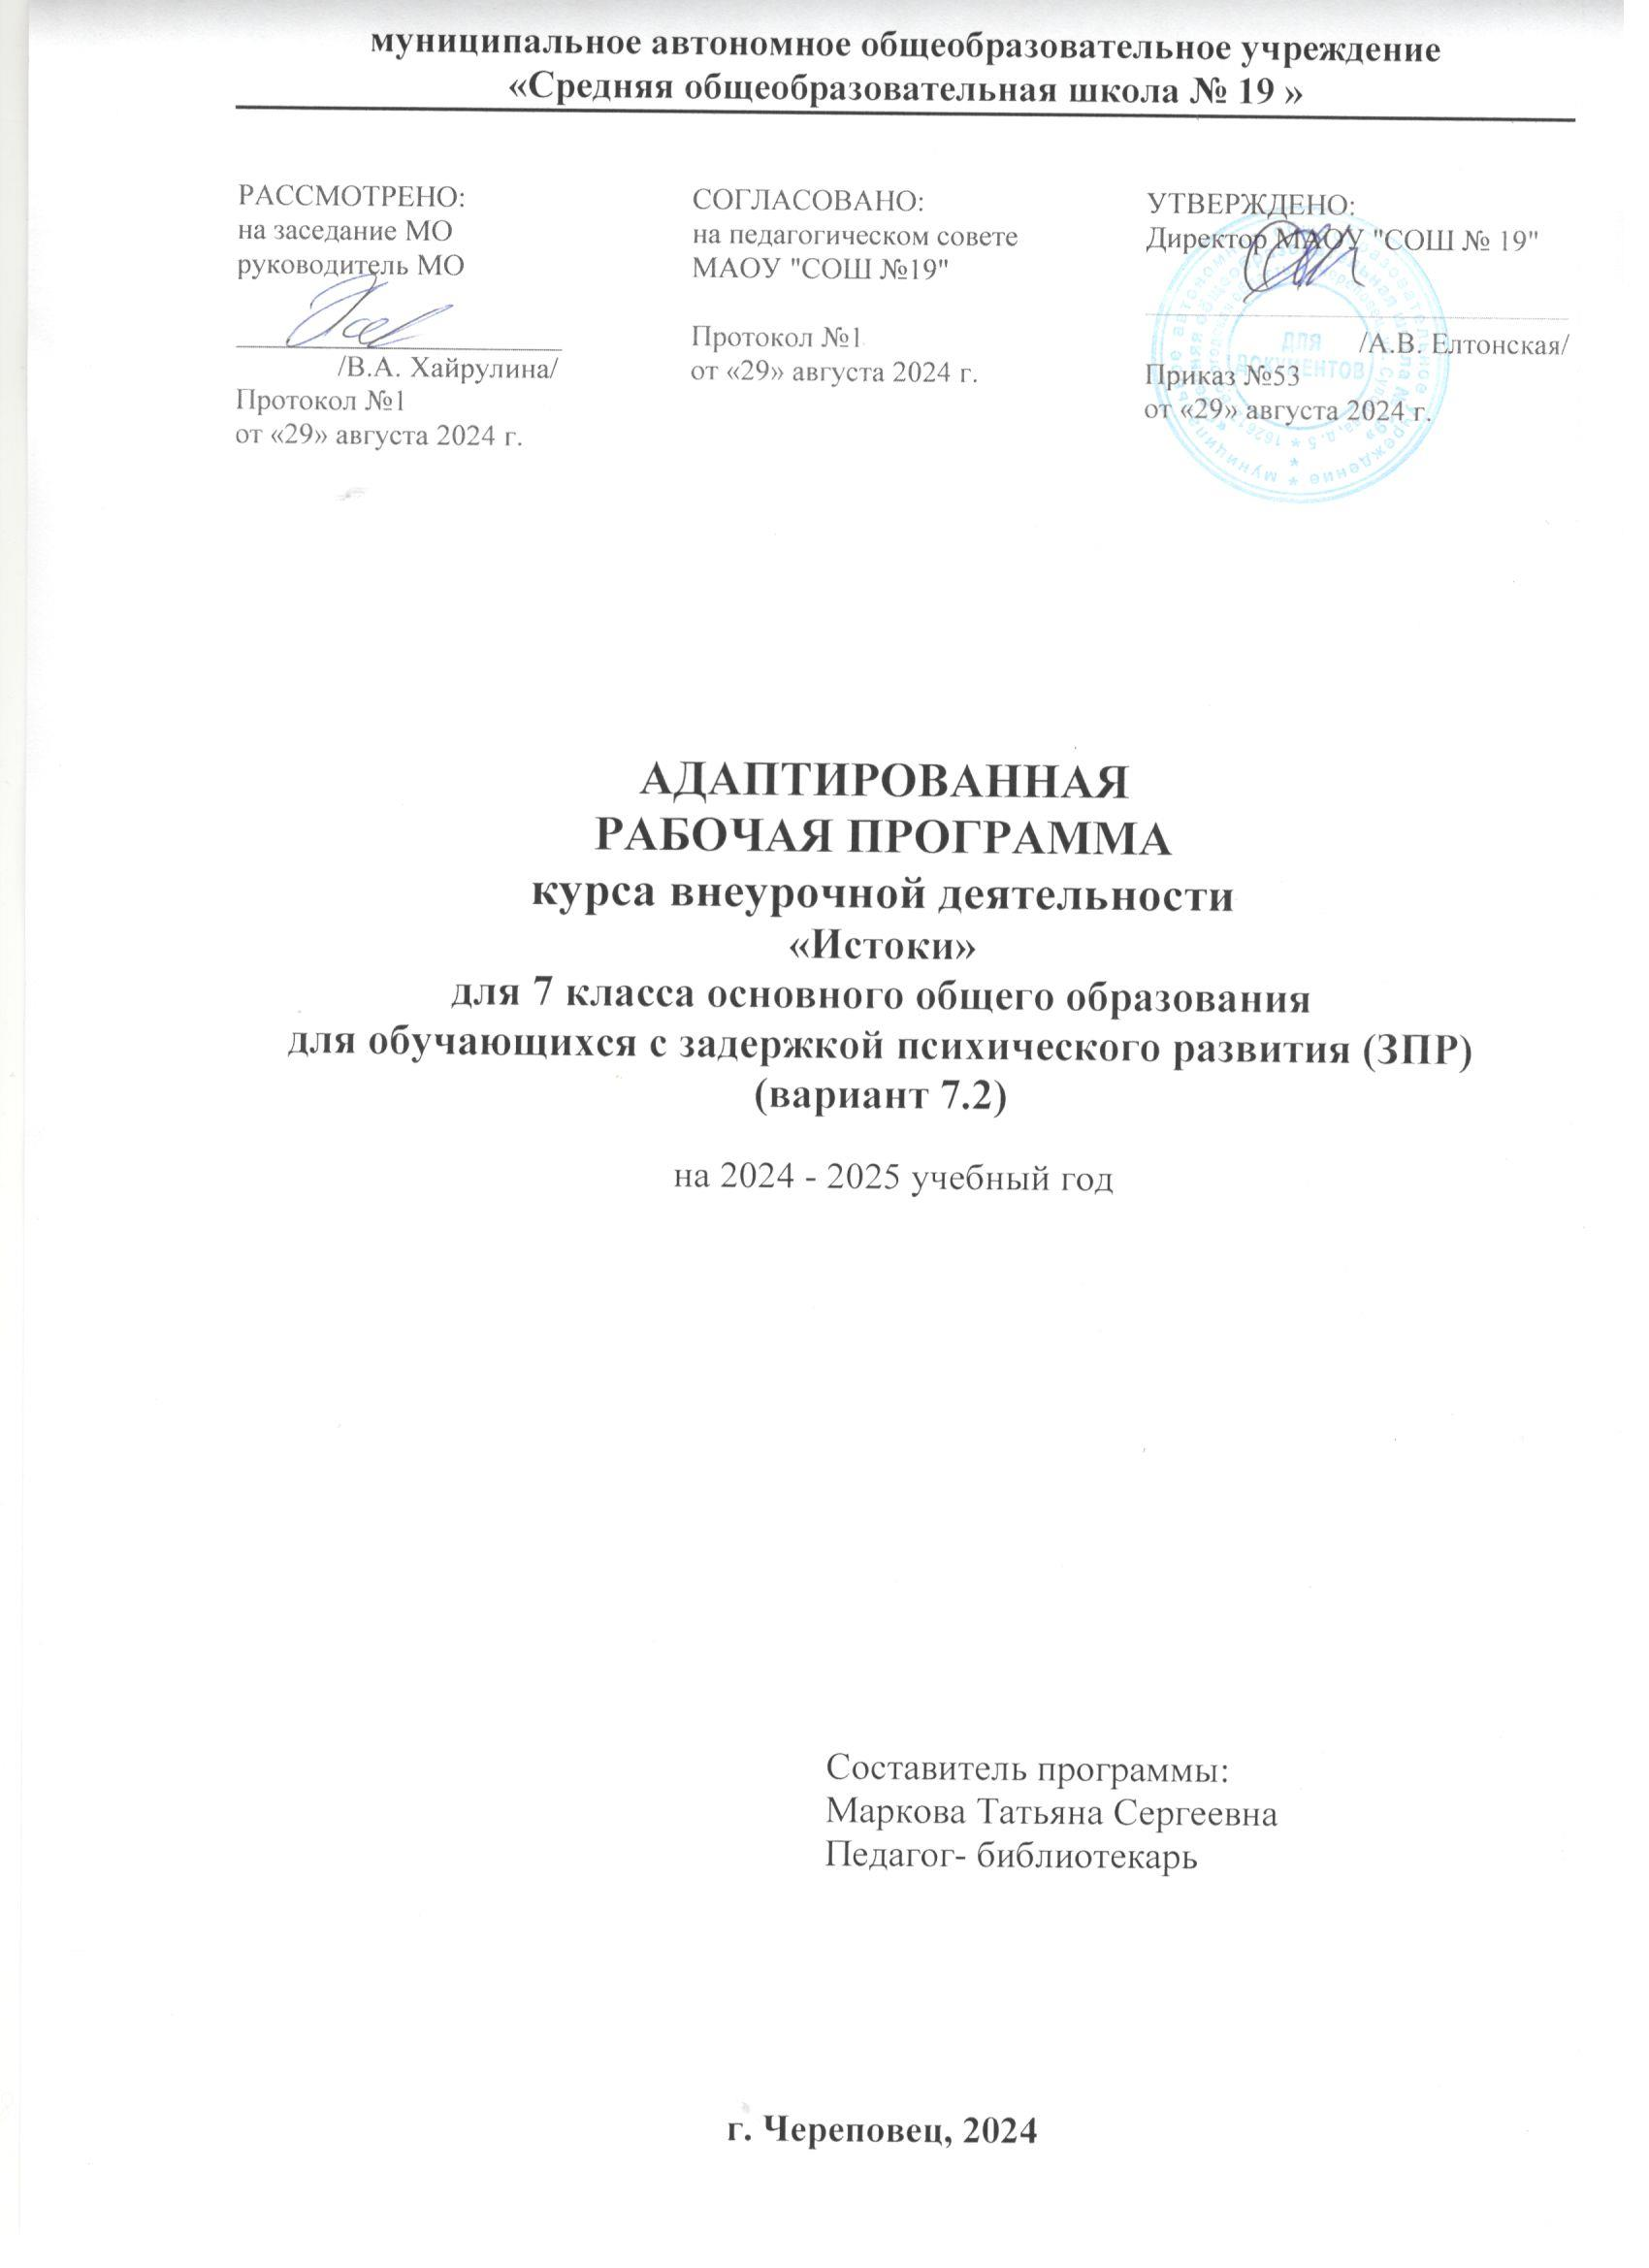 муниципальное автономное общеобразовательное учреждение
«Средняя общеобразовательная школа № 19 »
РАССМОТРЕНО:
на заседание МО
руководитель МО
/В.А. Хайрулина/
Протокол №1
от «29» августа 2024 г.
СОГЛАСОВАНО:
на педагогическом совете
МАОУ "СОШ №19"
Протокол №1
от «29» августа 2024 г.
УТВЕРЖДЕНО:
Директор МАОУ "СОШ № 19"
/А.В. Елтонская/
Приказ №53
от «29» августа 2024 г.
ДЛЯ
ДОКУМЕНТОВ
АДАПТИРОВАННАЯ
РАБОЧАЯ ПРОГРАММА
курса внеурочной деятельности
«Истоки»
для 7 класса основного общего образования
для обучающихся с задержкой психического развития (ЗПР)
(вариант 7.2)
на 2024 - 2025 учебный год
Составитель программы:
Маркова Татьяна Сергеевна
Педагог- библиотекарь
г. Череповец, 2024